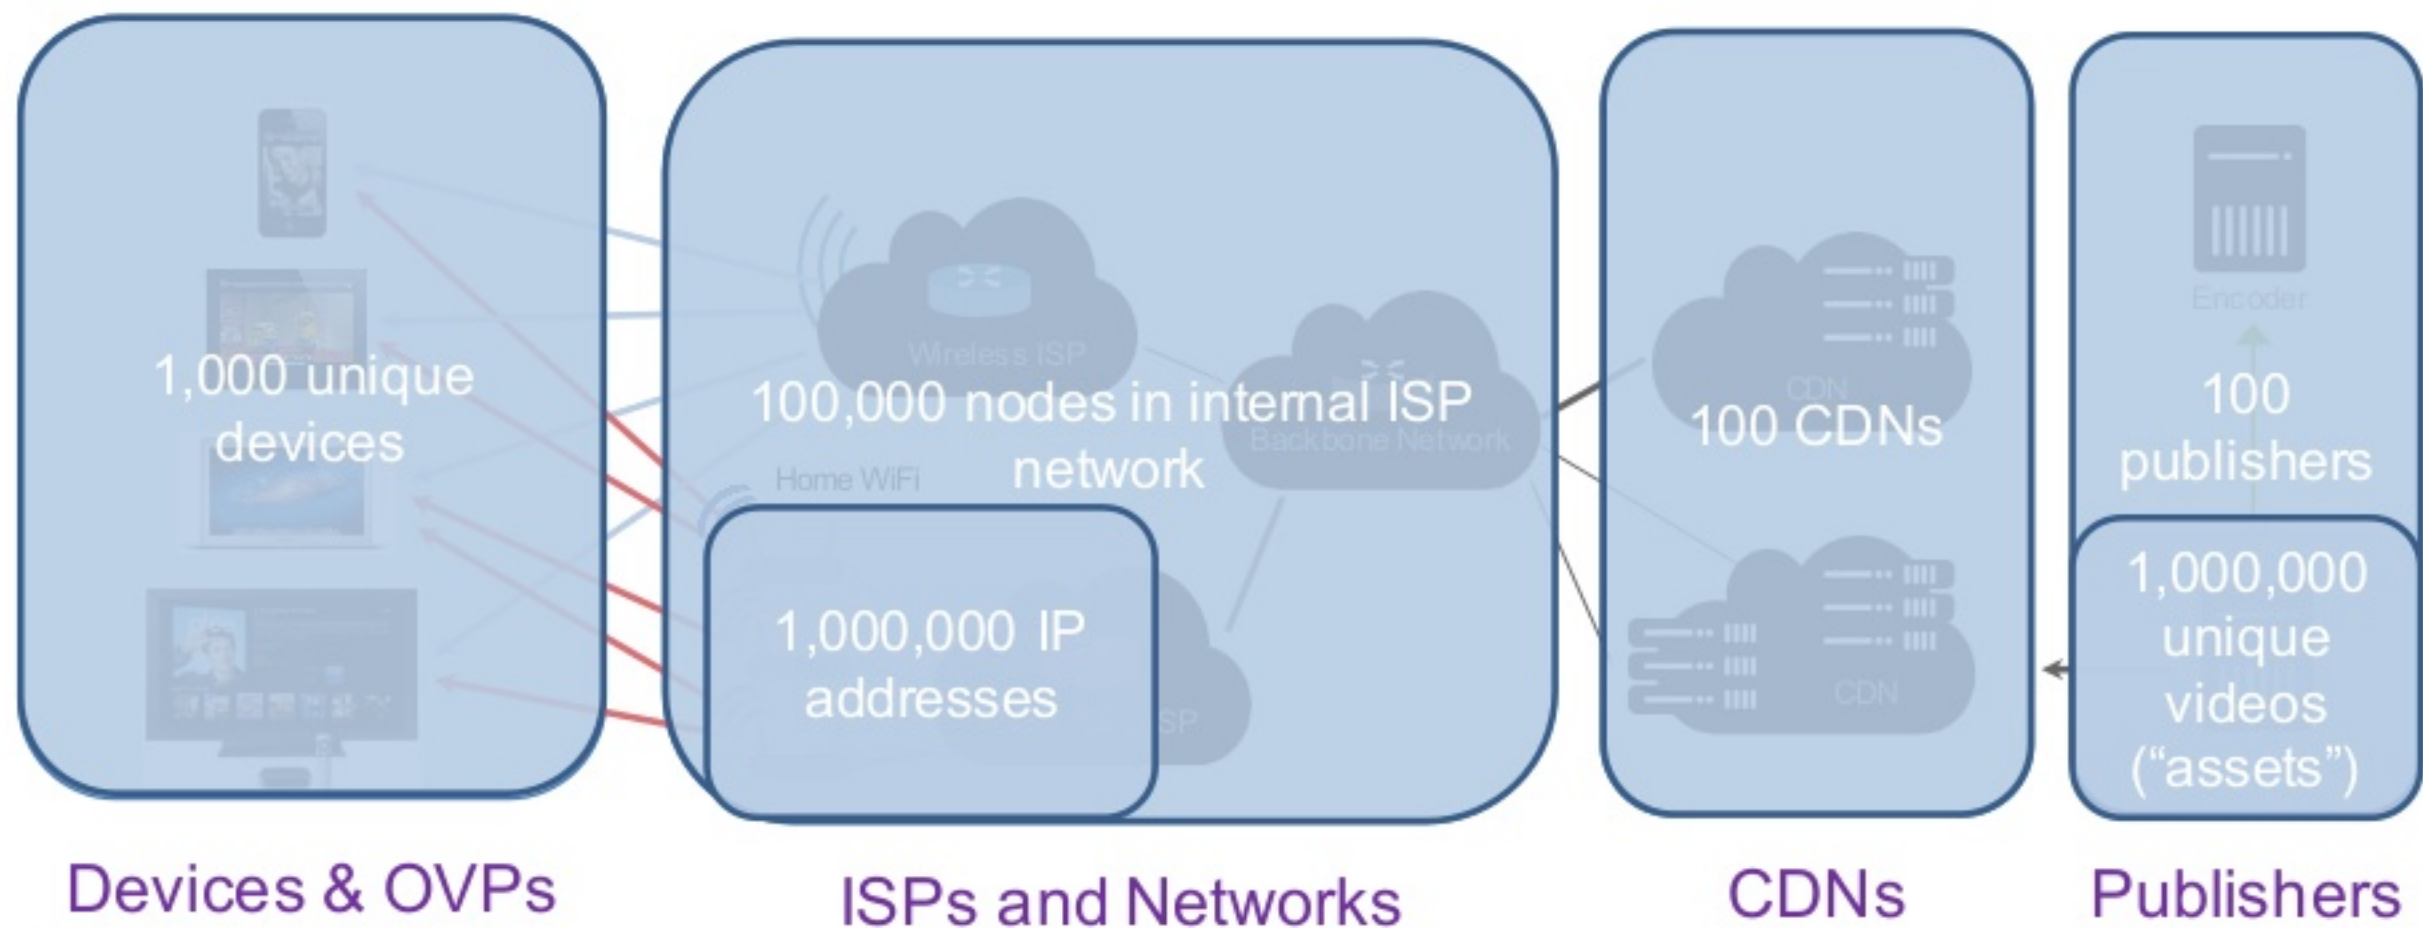 1,000 unique
devices
Wireless ISP
100,000 nodes in internal ISP
network
Backbone Network
Home WiFi
1,000,000 IP
addresses
SP
CDN
100 CDNs
CDN
Encoder
100
publishers
1,000,000
unique
videos
(“assets”)
Devices & OVPs
ISPs and Networks
CDNs
Publishers